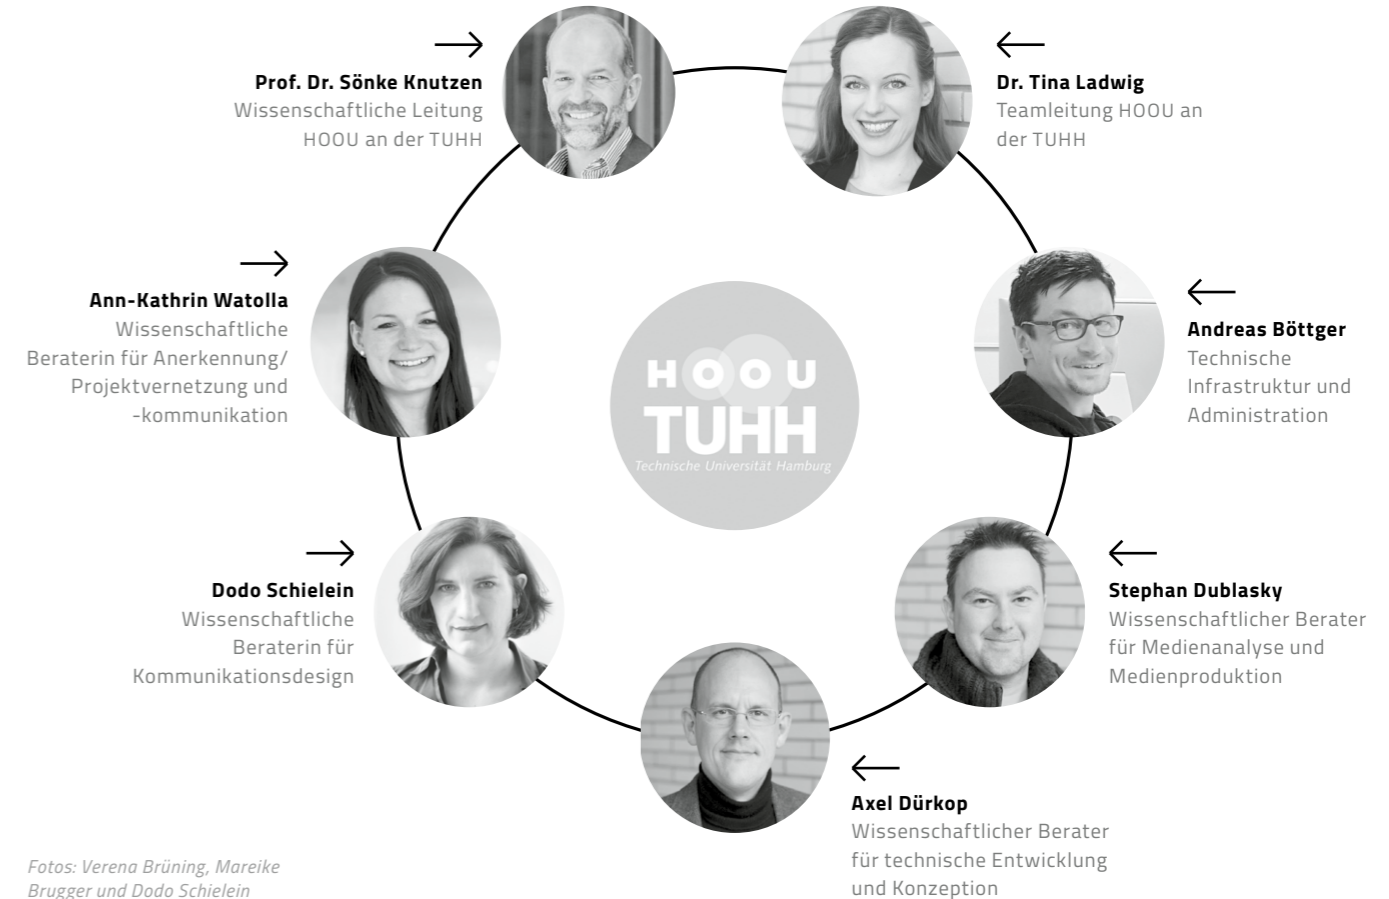 Prof. Dr. Sönke Knutzen
Wissenschaftliche Leitung
HOOU an der TUHH
Dr. Tina Ladwig
Teamleitung HOOU an
der TUHH
Ann-Kathrin Watolla
Wissenschaftliche
Beraterin für Anerkennung/
Projektvernetzung und
-kommunikation
Andreas Böttger
Technische
Infrastruktur und
Administration
HOOU
TUHH
Technische Universität Hamburg
Dodo Schielein
Wissenschaftliche
Beraterin für
Kommunikationsdesign
Stephan Dublasky
Wissenschaftlicher Berater
für Medienanalyse und
Medienproduktion
Axel Dürkop
Wissenschaftlicher Berater
für technische Entwicklung
und Konzeption
Fotos: Verena Brüning, Mareike
Brugger und Dodo Schielein